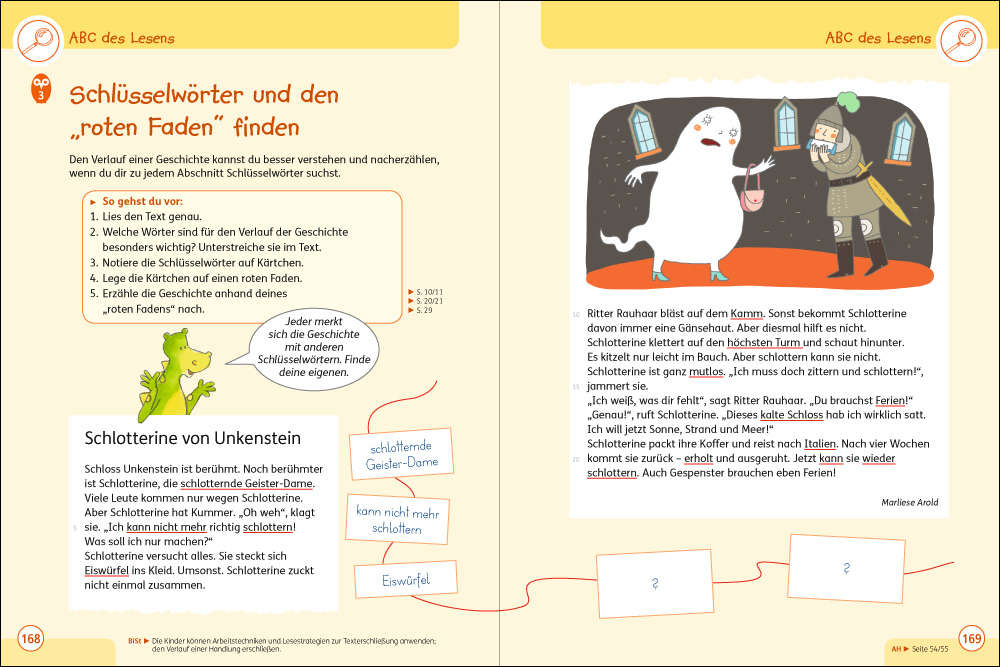 ABC des Lesens
3
Schlüsselwörter und den
„roten Faden“ finden
Den Verlauf einer Geschichte kannst du besser verstehen und nacherzählen,
wenn du dir zu jedem Abschnitt Schlüsselwörter suchst.
▶ So gehst du vor:
1. Lies den Text genau.
2. Welche Wörter sind für den Verlauf der Geschichte
besonders wichtig? Unterstreiche sie im Text.
3. Notiere die Schlüsselwörter auf Kärtchen.
4. Lege die Kärtchen auf einen roten Faden.
5. Erzähle die Geschichte anhand deines
„roten Fadens“ nach.
▶ S. 10/11
▶ S. 20/21
▶ S. 29
Jeder merkt
sich die Geschichte
mit anderen
Schlüsselwörtern. Finde
deine eigenen.
Schlotterine von Unkenstein
Schloss Unkenstein ist berühmt. Noch berühmter
ist Schlotterine, die schlotternde Geister-Dame.
Viele Leute kommen nur wegen Schlotterine.
Aber Schlotterine hat Kummer. „Oh weh“, klagt
5 sie. „Ich kann nicht mehr richtig schlottern!
Was soll ich nur machen?“
Schlotterine versucht alles. Sie steckt sich
Eiswürfel ins Kleid. Umsonst. Schlotterine zuckt
nicht einmal zusammen.
schlotternde
Geister-Dame
kann nicht mehr
schlottern
Eiswürfel
168
BiSt ▶ Die Kinder können Arbeitstechniken und Lesestrategien zur Texterschließung anwenden;
den Verlauf einer Handlung erschließen.
ABC des Lesens
10 Ritter Rauhaar bläst auf dem Kamm. Sonst bekommt Schlotterine
davon immer eine Gänsehaut. Aber diesmal hilft es nicht.
Schlotterine klettert auf den höchsten Turm und schaut hinunter.
Es kitzelt nur leicht im Bauch. Aber schlottern kann sie nicht.
Schlotterine ist ganz mutlos. „Ich muss doch zittern und schlottern!“,
15 jammert sie.
„Ich weiß, was dir fehlt“, sagt Ritter Rauhaar. „Du brauchst Ferien!“
„Genau!“, ruft Schlotterine. „Dieses kalte Schloss hab ich wirklich satt.
Ich will jetzt Sonne, Strand und Meer!“
Schlotterine packt ihre Koffer und reist nach Italien. Nach vier Wochen
20 kommt sie zurück – erholt und ausgeruht. Jetzt kann sie wieder
schlottern. Auch Gespenster brauchen eben Ferien!
Marliese Arold
?
?
AH ▶ Seite 54/55
169